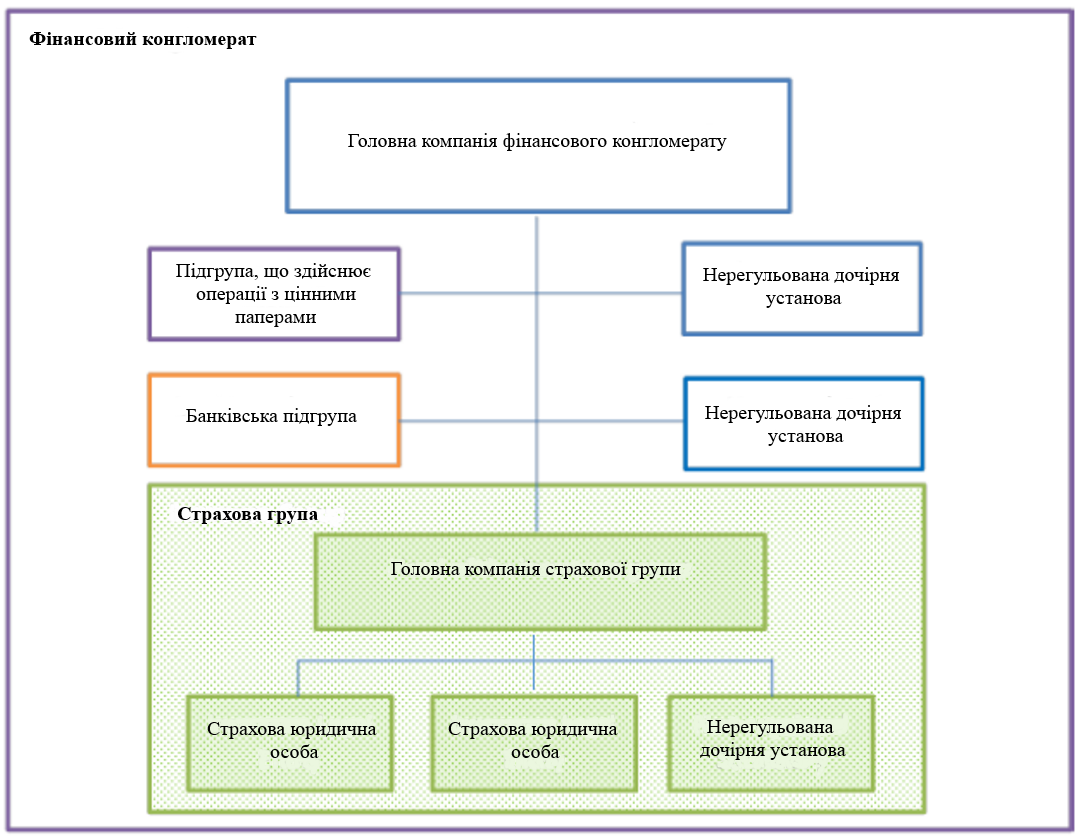 Фінансовий конгломерат
Головна компанія фінансового конгломерату
Підгрупа, що здійснює
операції з цінними
паперами
Нерегульована дочірня
установа
Банківська підгрупа
Нерегульована дочірня
установа
Страхова група
Головна компанія страхової групи
Страхова юридична
особа
Страхова юридична
особа
Нерегульована
дочірня установа